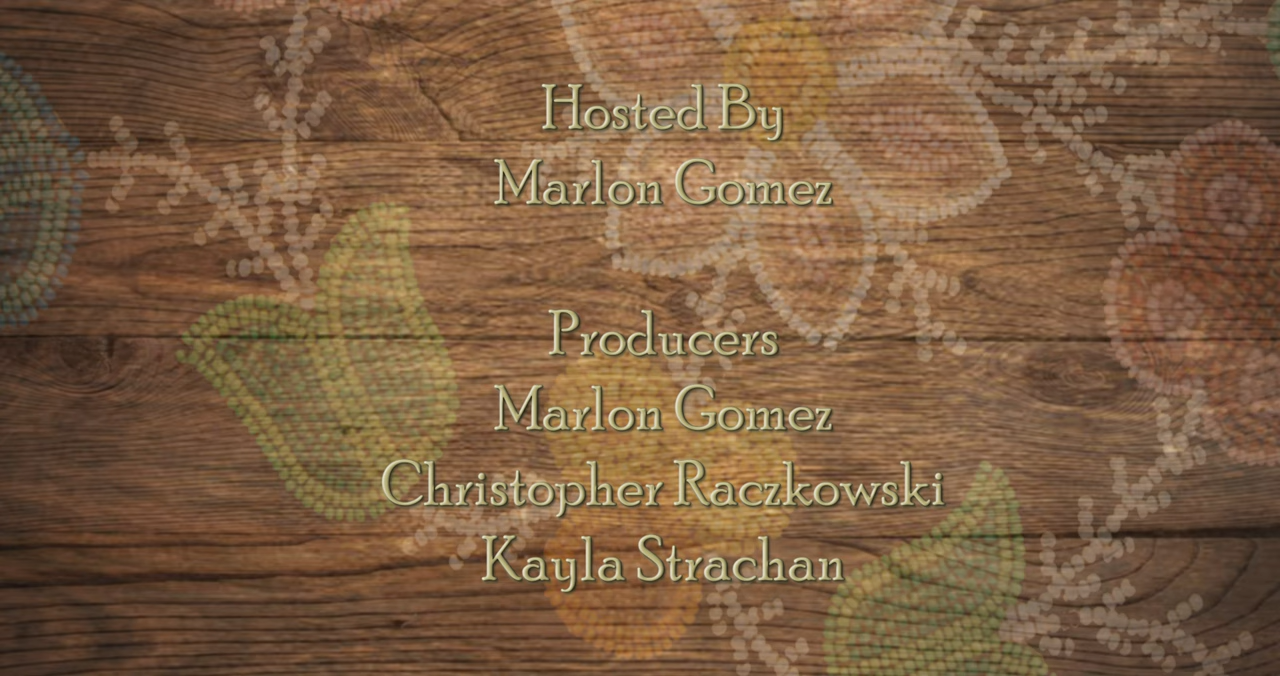 Hosted By
Marlon Gomez
Producers
Marlon Gomez
Christopher Raczkowski
Kayla Strachan